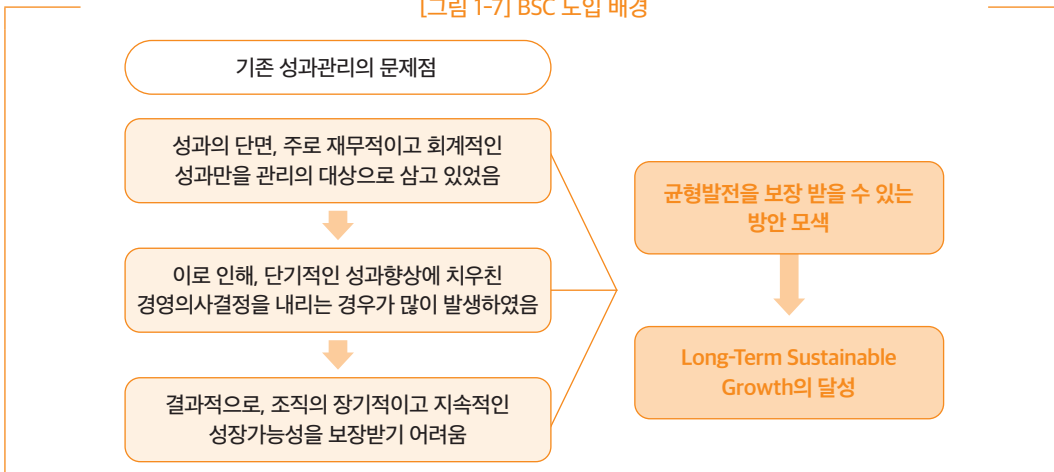 [그림 1-7] BSC 도입 배경
기존 성과관리의 문제점
성과의 단면, 주로 재무적이고 회계적인
성과만을 관리의 대상으로 삼고 있었음
이로 인해, 단기적인 성과향상에 치우친
경영의사결정을 내리는 경우가 많이 발생하였음
결과적으로, 조직의 장기적이고 지속적인
성장가능성을 보장받기 어려움
균형발전을 보장 받을 수 있는
방안 모색
Long-Term Sustainable
Growth의 달성